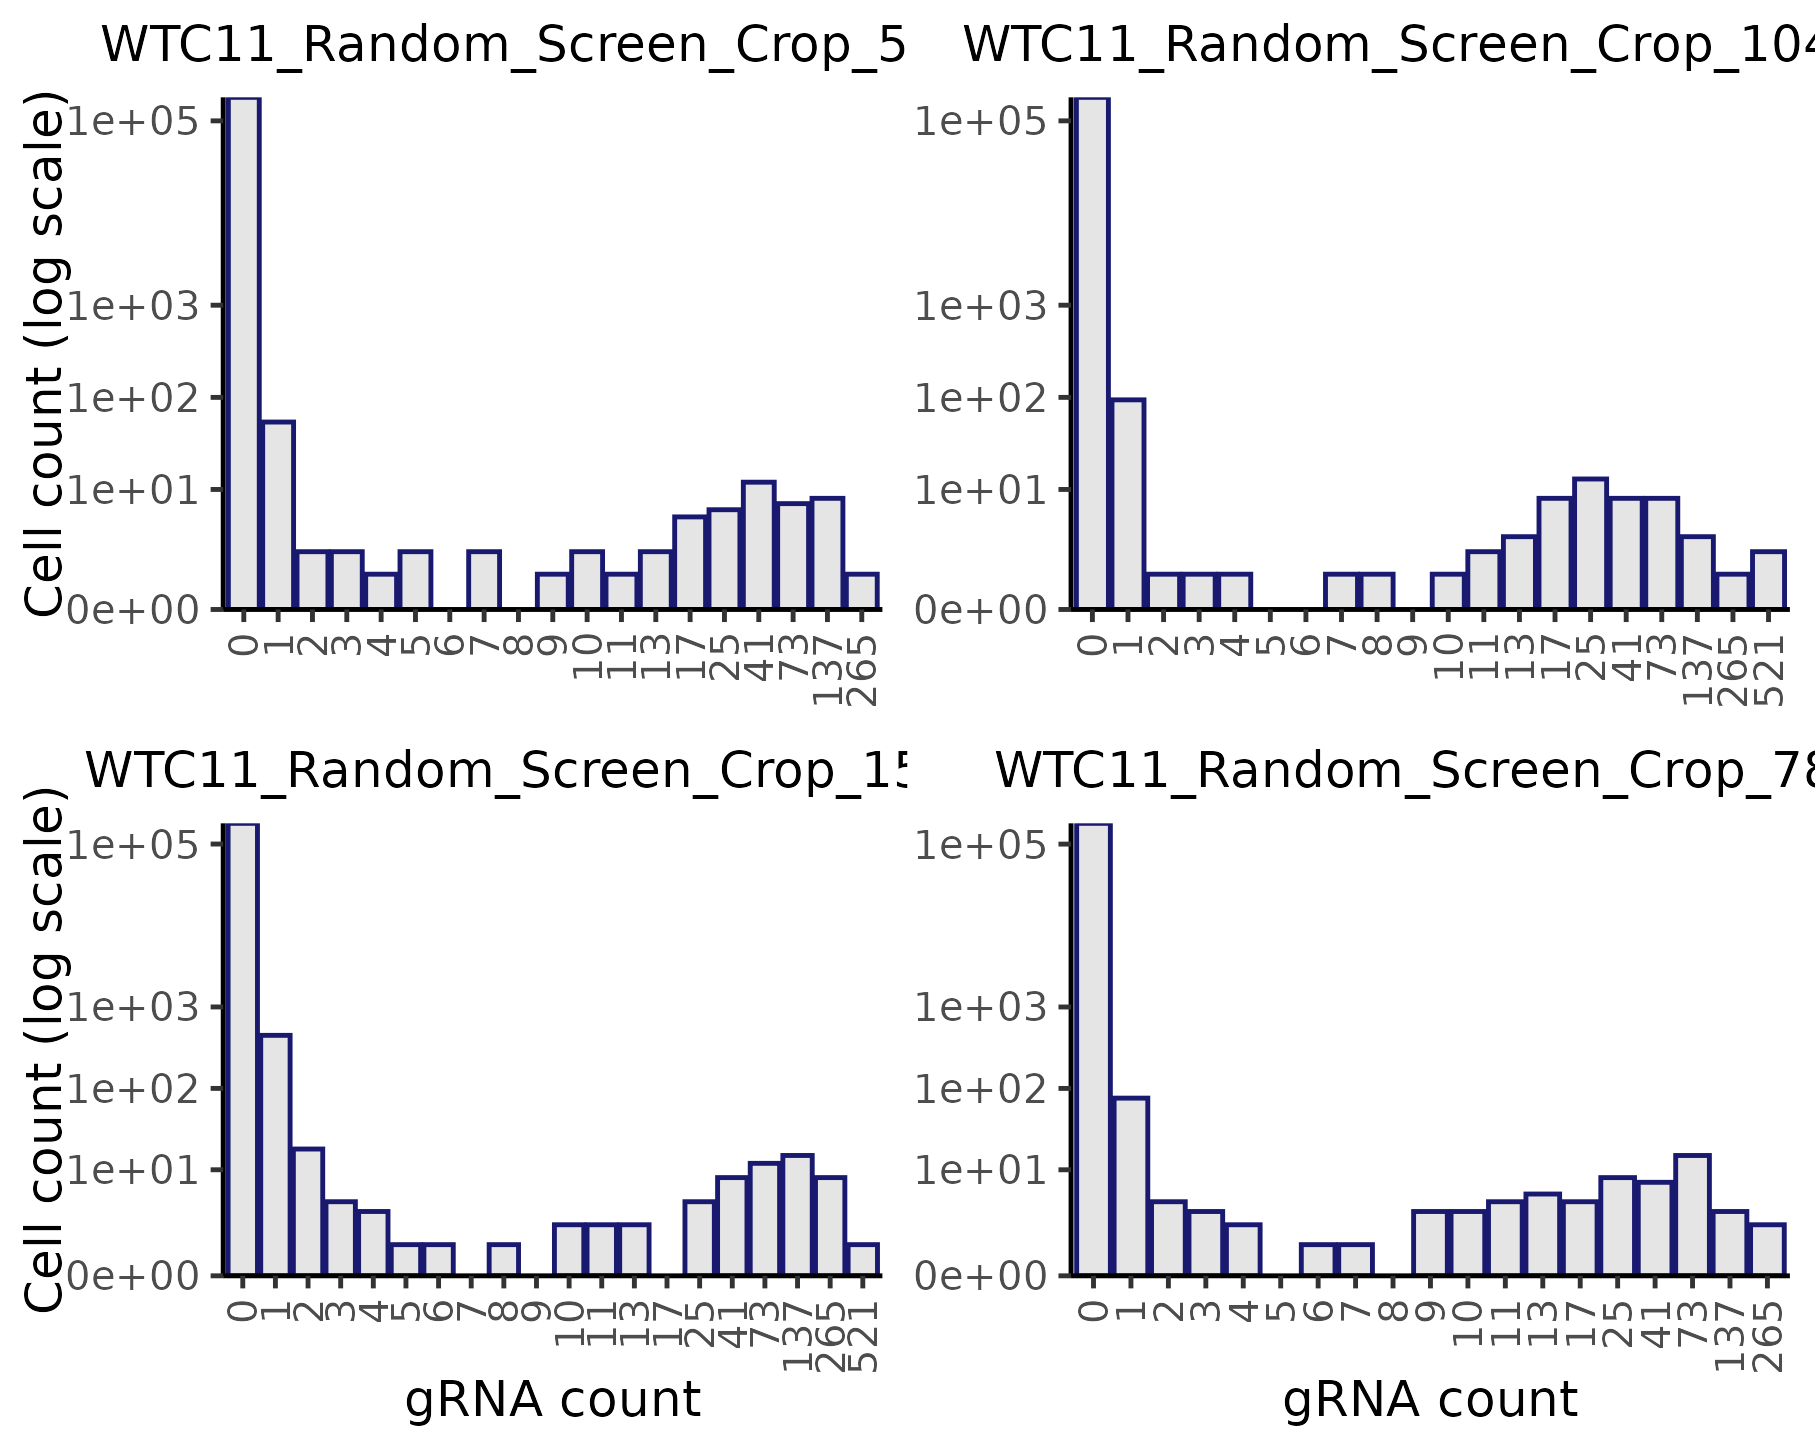 WTC11_Random_Screen_Crop_5
Cell count (log scale)
1e+05
1e+03
1e+02
1e+01
0e+00
0 1 2 3 4 5 6 7 8 9 10 11 13 17 25 41 73 137 265
WTC11_Random_Screen_Crop_104
1e+05
1e+03
1e+02
1e+01
0e+00
0 1 2 3 4 5 6 7 8 9 10 11 13 17 25 41 73 137 265 521
WTC11_Random_Screen_Crop_15
Cell count (log scale)
1e+05
1e+03
1e+02
1e+01
0e+00
0 1 2 3 4 5 6 7 8 9 10 11 13 17 25 41 73 137 265 521
gRNA count
WTC11_Random_Screen_Crop_78
1e+05
1e+03
1e+02
1e+01
0e+00
0 1 2 3 4 5 6 7 8 9 10 11 13 17 25 41 73 137 265
gRNA count